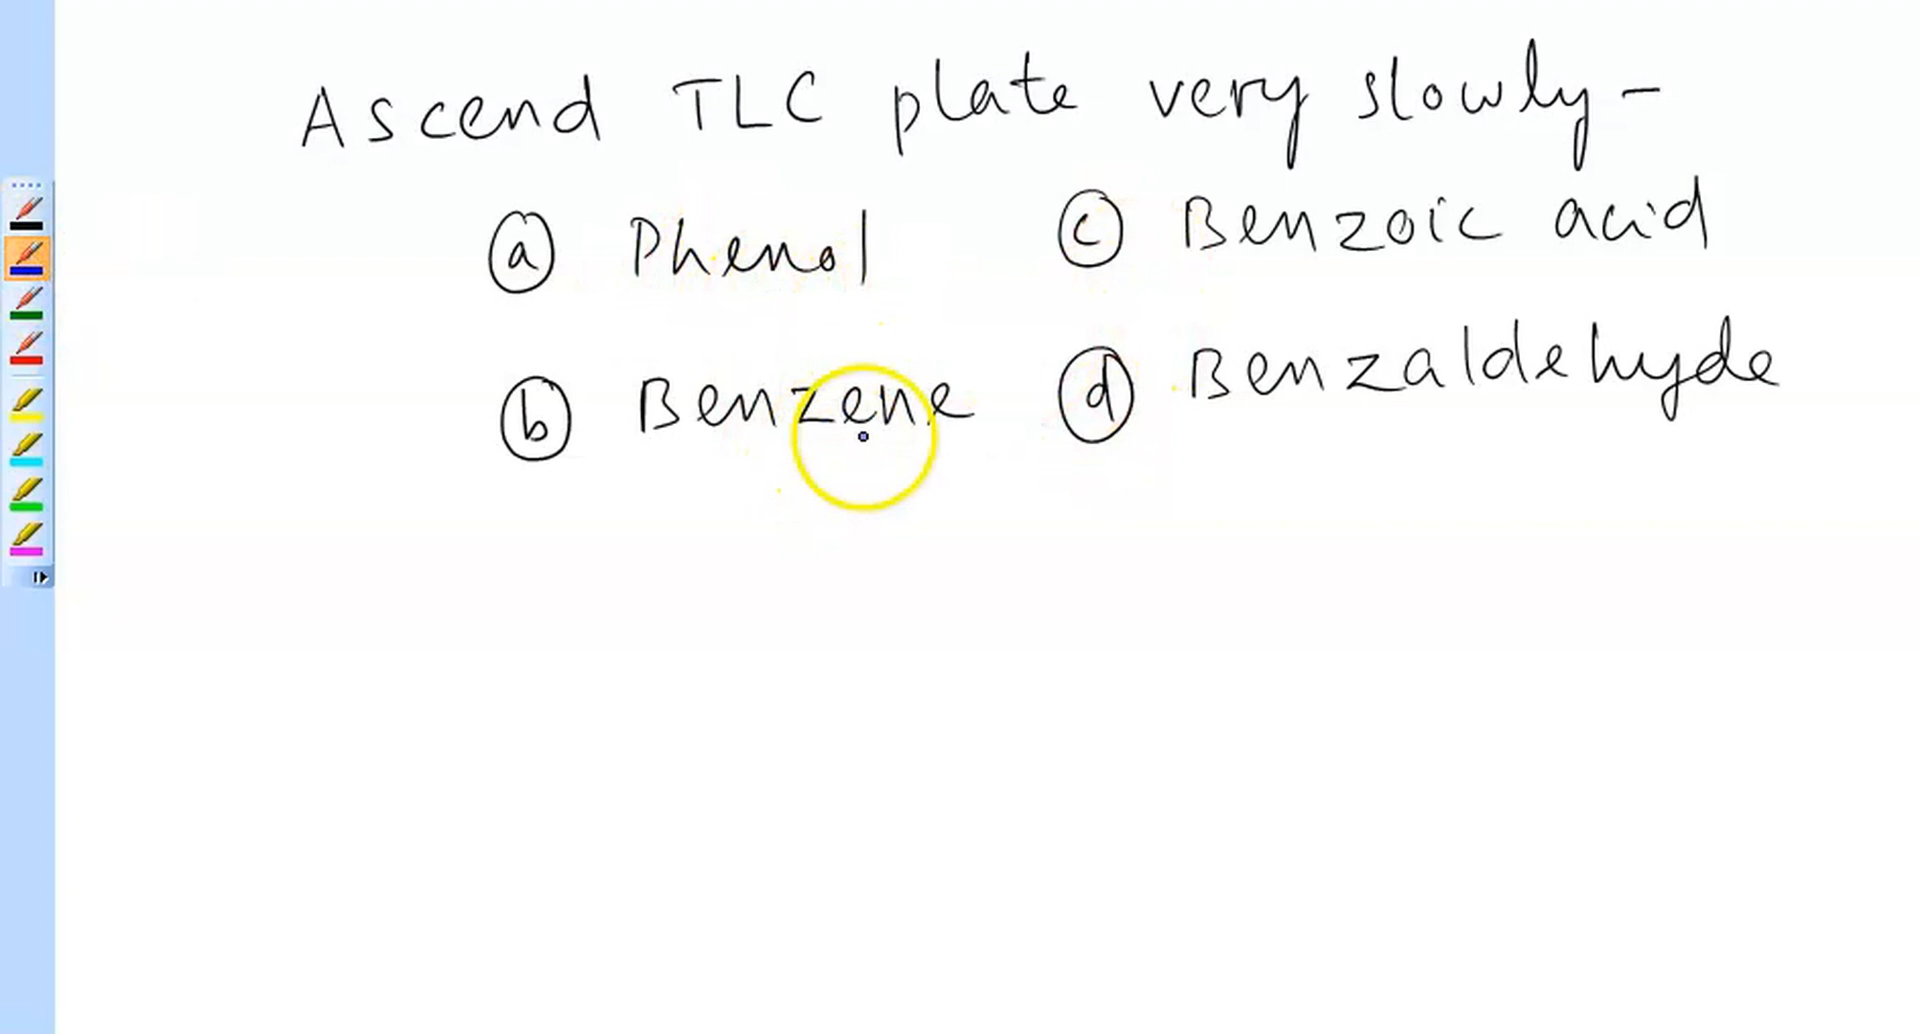 Ascend TLC plate very slowly -
(a) Phenol (c) Benzoic acid
(b) Benzene (d) Benzaldehyde